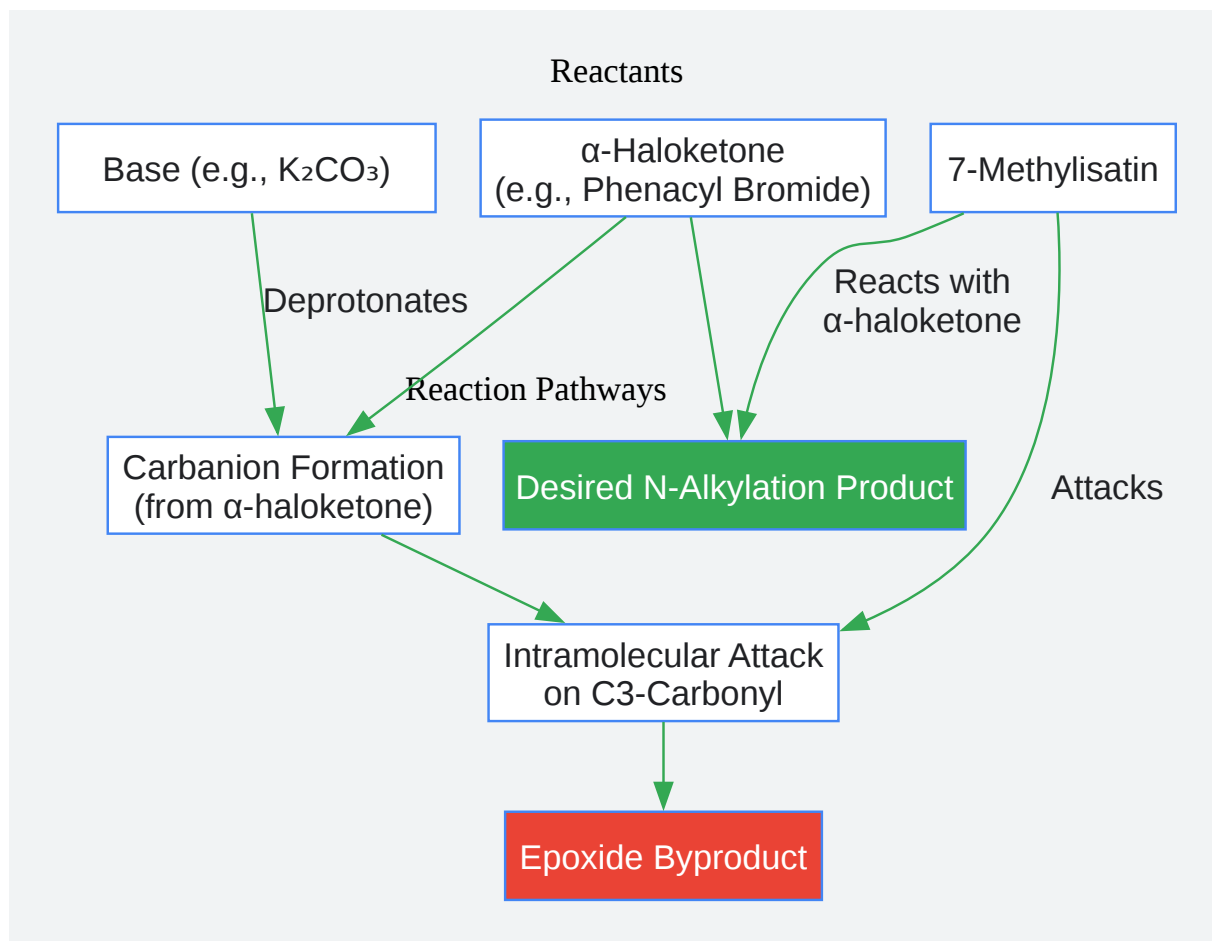 Reactants
Base (e.g., K₂CO₃)
α-Haloketone
(e.g., Phenacyl Bromide)
7-Methylisatin
Deprotonates
Reacts with
α-haloketone
Reaction Pathways
Carbanion Formation
(from α-haloketone)
Desired N-Alkylation Product
Attacks
Intramolecular Attack
on C3-Carbonyl
Epoxide Byproduct